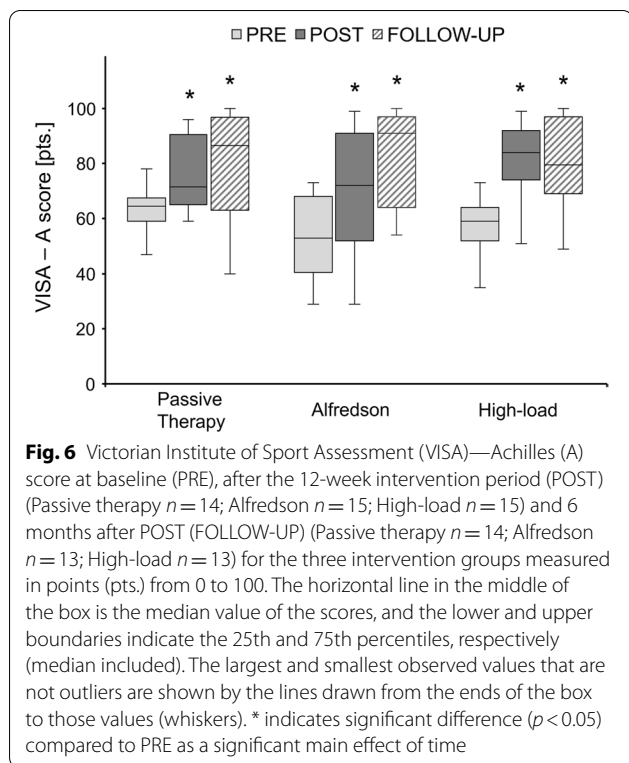 PRE POST FOLLOW-UP
* * * * * *
100
80
60
40
20
0
VISA – A score [pts.]
Passive Therapy
Alfredson
High-load
Fig. 6 Victorian Institute of Sport Assessment (VISA)—Achilles (A)
score at baseline (PRE), after the 12-week intervention period (POST)
(Passive therapy n = 14; Alfredson n = 15; High-load n = 15) and 6
months after POST (FOLLOW-UP) (Passive therapy n = 14; Alfredson
n = 13; High-load n = 13) for the three intervention groups measured
in points (pts.) from 0 to 100. The horizontal line in the middle of
the box is the median value of the scores, and the lower and upper
boundaries indicate the 25th and 75th percentiles, respectively
(median included). The largest and smallest observed values that are
not outliers are shown by the lines drawn from the ends of the box
to those values (whiskers). * indicates significant difference (p < 0.05)
compared to PRE as a significant main effect of time